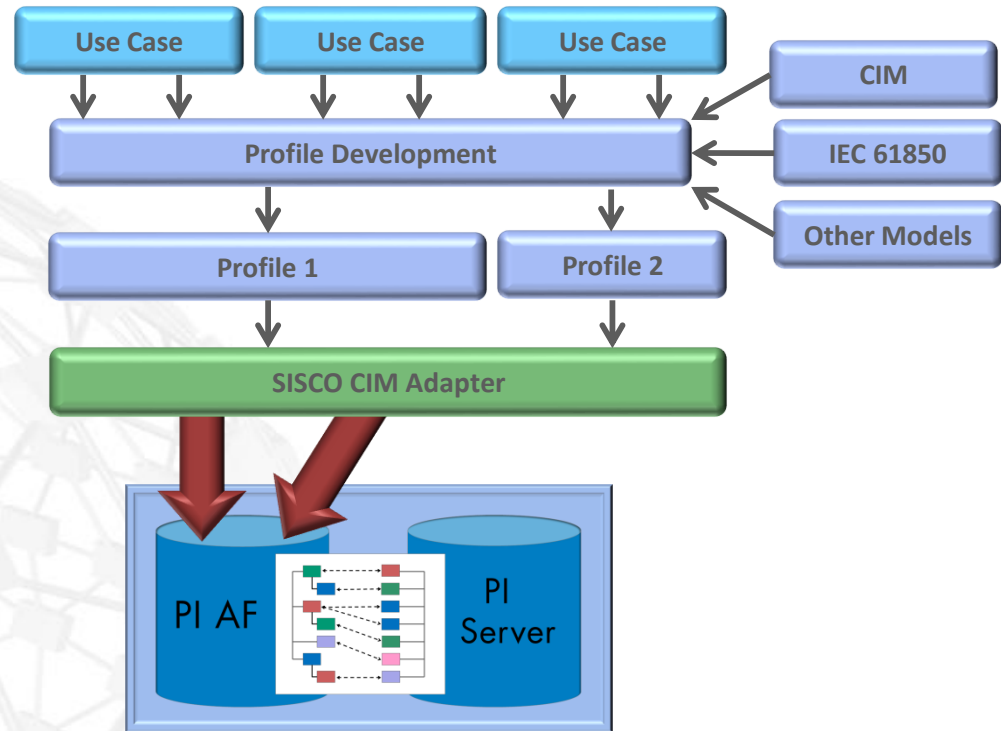 Use Case
Use Case
Use Case
CIM
Profile Development
IEC 61850
Other Models
Profile 1
Profile 2
SISCO CIM Adapter
PI AF
PI
Server